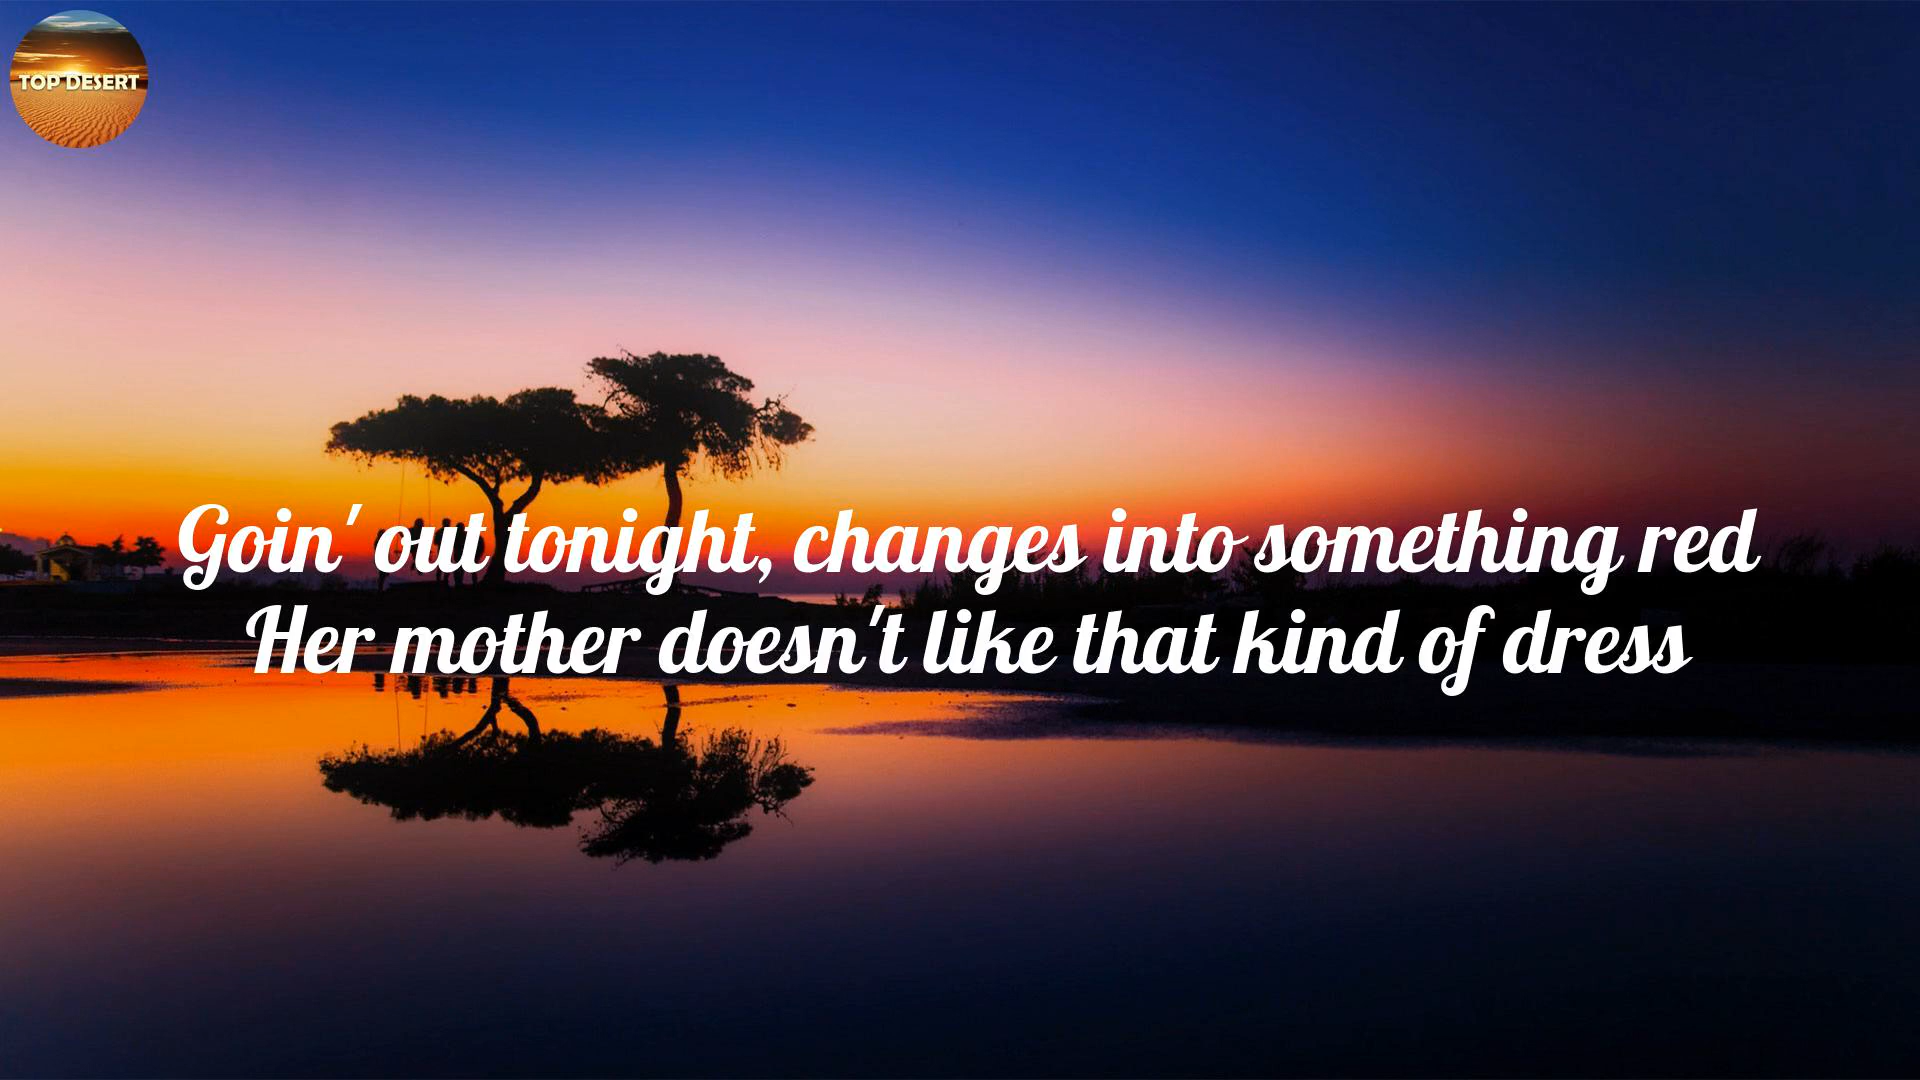 TOP DESERT
Goin' out tonight, changes into something red
Her mother doesn't like that kind of dress